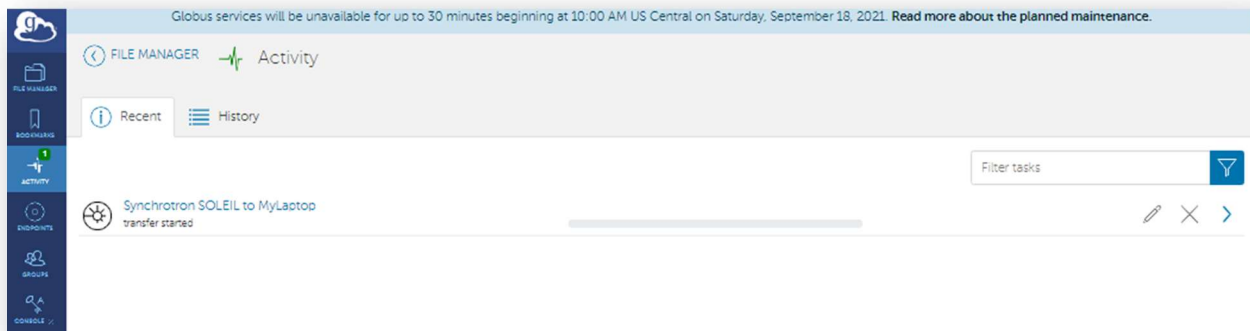 Globus services will be unavailable for up to 30 minutes beginning at 10:00 AM US Central on Saturday, September 18, 2021. Read more about the planned maintenance.
g
FILE MANAGER
Activity
FILE MANAGER
BOOKMARKS
1
ACTIVITY
ENDPOINTS
GROUPS
CONSOLE
Recent
History
Filter tasks
Synchrotron SOLEIL to MyLaptop
transfer started